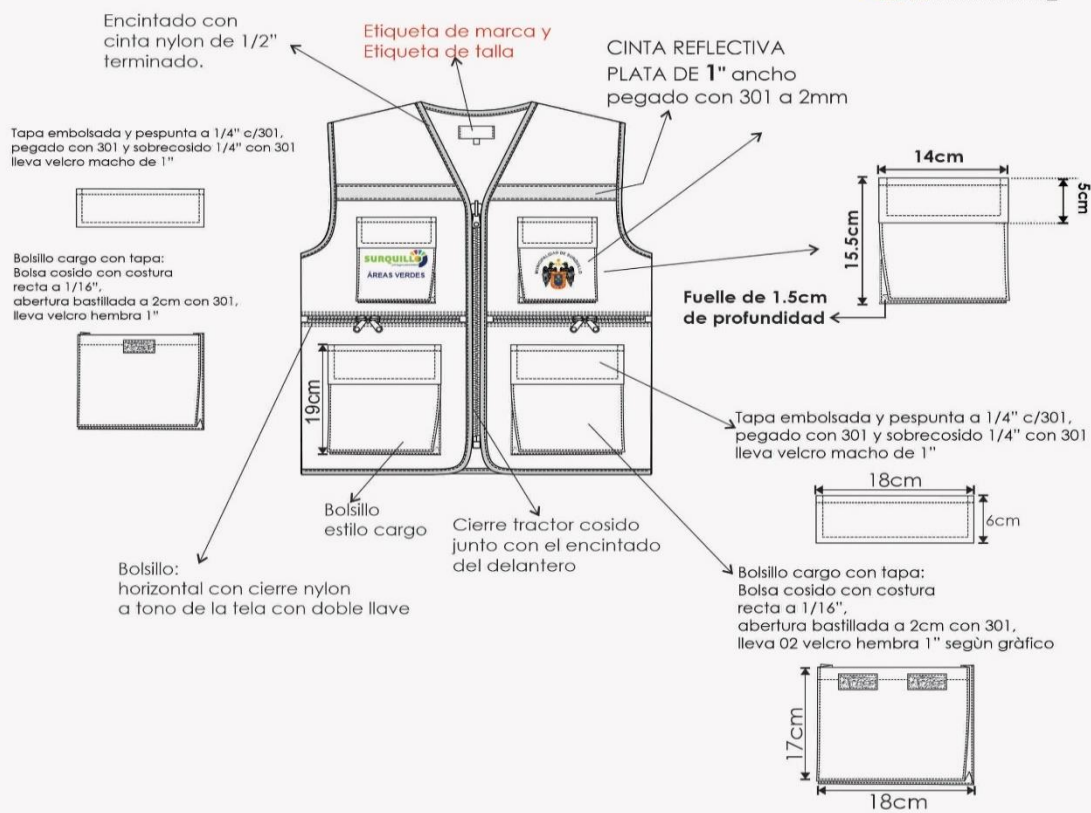 Encintado con
cinta nylon de 1/2"
terminado.
Etiqueta de marca y
Etiqueta de talla
CINTA REFLECTIVA
PLATA DE 1" ancho
pegado con 301 a 2mm
Tapa embolsada y pespunta a 1/4" c/301,
pegado con 301 y sobrecosido 1/4" con 301
lleva velcro macho de 1"
Bolsillo cargo con tapa:
Bolsa cosido con costura
recta a 1/16",
abertura bastillada a 2cm con 301,
lleva velcro hembra 1"
SURQUILLO
ÁREAS VERDES
MUNICIPALIDAD DE SURQUILLO
14cm
5cm
15.5cm
Fuelle de 1.5cm
de profundidad
19cm
Tapa embolsada y pespunta a 1/4" c/301,
pegado con 301 y sobrecosido 1/4" con 301
lleva velcro macho de 1"
18cm
6cm
Bolsillo
estilo cargo
Cierre tractor cosido
junto con el encintado
del delantero
Bolsillo:
horizontal con cierre nylon
a tono de la tela con doble llave
Bolsillo cargo con tapa:
Bolsa cosido con costura
recta a 1/16",
abertura bastillada a 2cm con 301,
lleva 02 velcro hembra 1" segùn gràfico
17cm
18cm